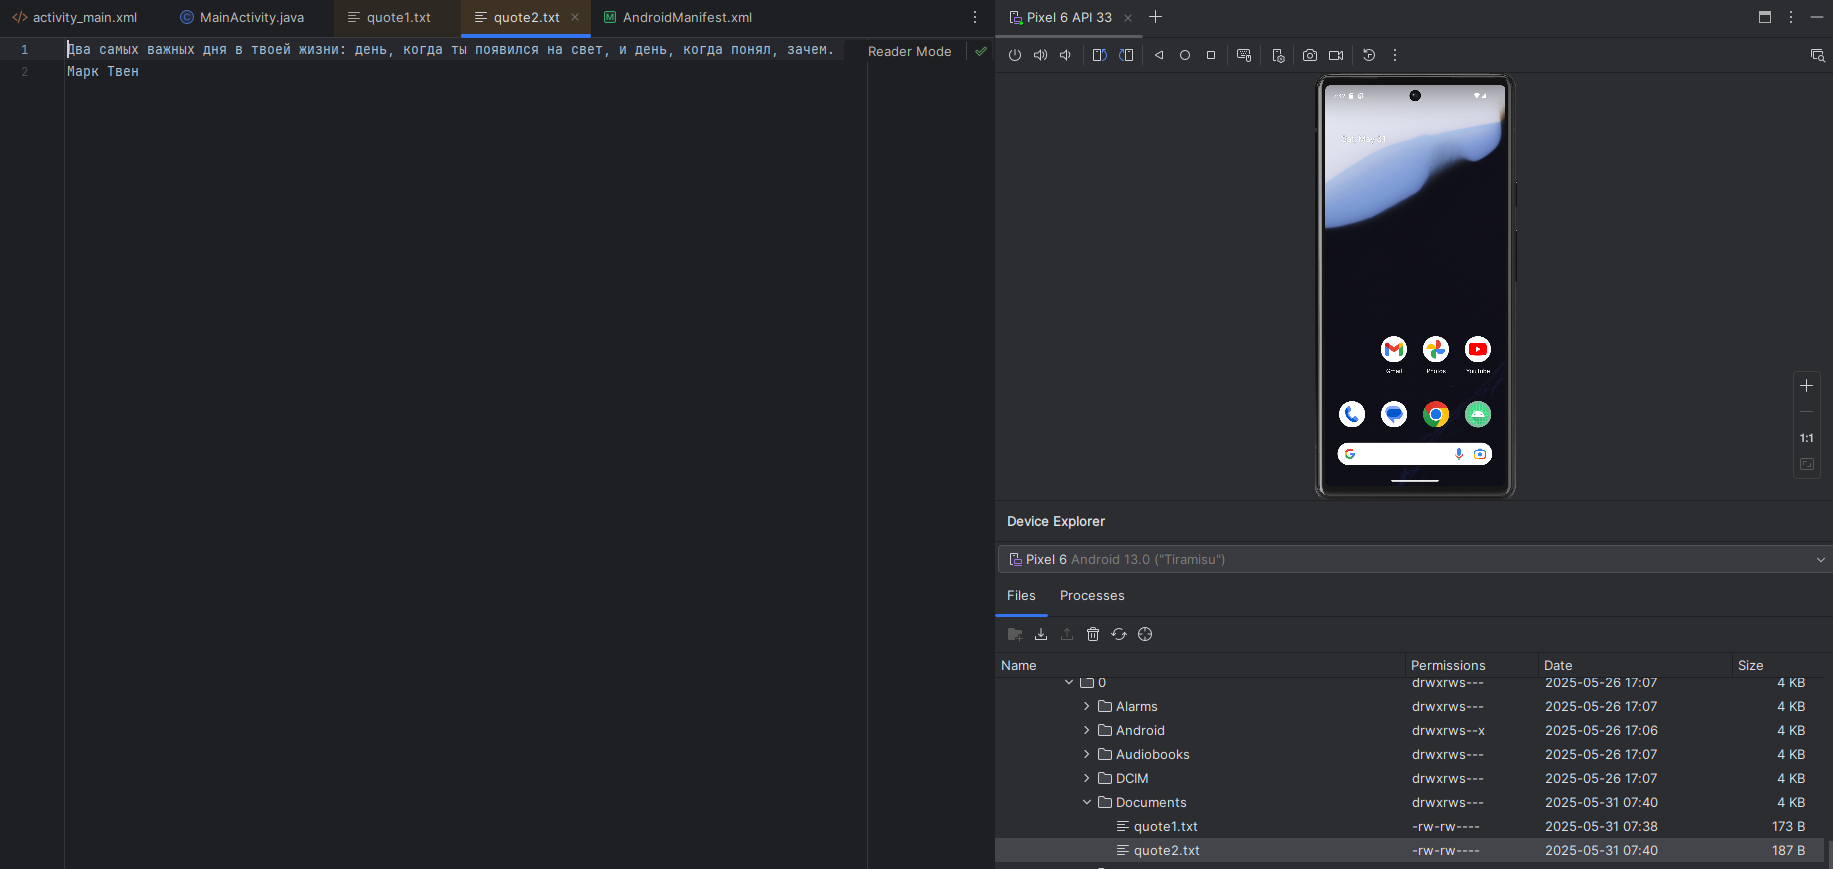 activity_main.xml
MainActivity.java
quote1.txt
quote2.txt
AndroidManifest.xml
1 Два самых важных дня в твоей жизни: день, когда ты появился на свет, и день, когда понял, зачем.
Reader Mode
2 Марк Твен
Pixel 6 API 33
Sat, May 31
Gmail
Photos
YouTube
1:1
Device Explorer
Pixel 6 Android 13.0 ("Tiramisu")
Files Processes
Name Permissions Date Size
0 drwxrws--- 2025-05-26 17:07 4 KB
Alarms drwxrws--- 2025-05-26 17:07 4 KB
Android drwxrws--x 2025-05-26 17:06 4 KB
Audiobooks drwxrws--- 2025-05-26 17:07 4 KB
DCIM drwxrws--- 2025-05-26 17:07 4 KB
Documents drwxrws--- 2025-05-31 07:40 4 KB
quote1.txt -rw-rw---- 2025-05-31 07:38 173 B
quote2.txt -rw-rw---- 2025-05-31 07:40 187 B